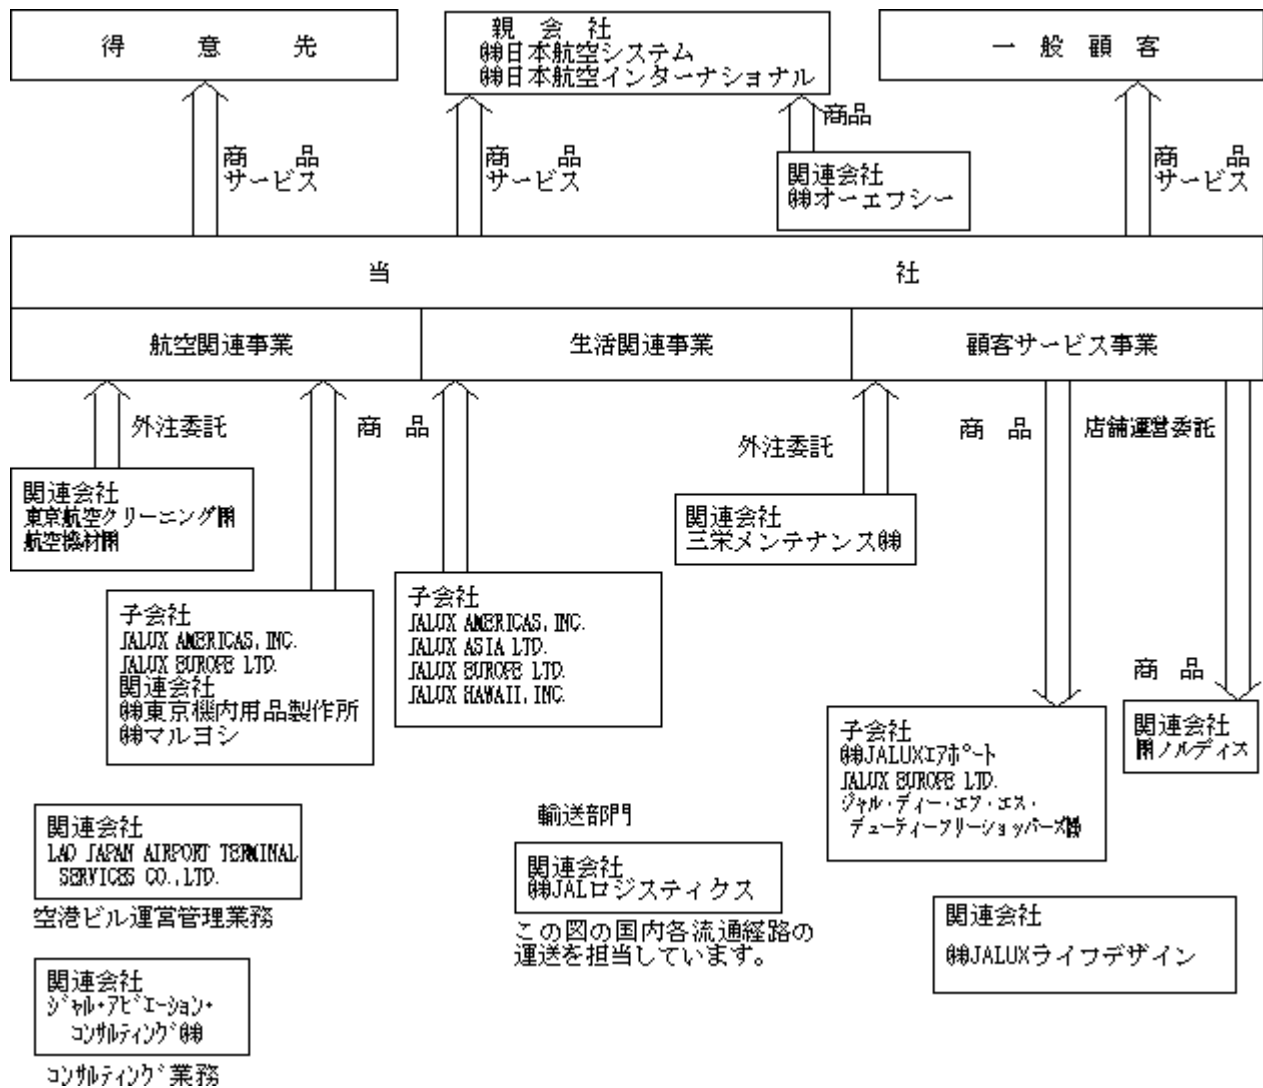 得　意　先
親　会　社
㈱日本航空システム
㈱日本航空インターナショナル
一　般　顧　客
商品
商　品
サービス
商　品
サービス
関連会社
㈱オーエフシー
商　品
サービス
当　社
航空関連事業
生活関連事業
顧客サービス事業
外注委託
商　品
外注委託
商　品
店舗運営委託
関連会社
東京航空クリーニング㈲
航空機材㈲
関連会社
三栄メンテナンス㈱
子会社
JALUX AMERICAS, INC.
JALUX EUROPE LTD.
関連会社
㈱東京機内用品製作所
㈱マルヨシ
子会社
JALUX AMERICAS, INC.
JALUX ASIA LTD.
JALUX EUROPE LTD.
JALUX HAWAII, INC.
商　品
子会社
㈱JALUXエアポート
JALUX EUROPE LTD.
ジャル・ディー・エフ・エス・
デューティーフリーショッパーズ㈱
関連会社
㈲ノルディス
関連会社
LAO JAPAN AIRPORT TERMINAL
SERVICES CO.,LTD.
空港ビル運営管理業務
輸送部門
関連会社
㈱JALロジスティクス
この図の国内各流通経路の
運送を担当しています。
関連会社
㈱JALUXライフデザイン
関連会社
ジャル・アビエーション・
コンサルティング㈱
コンサルティング業務